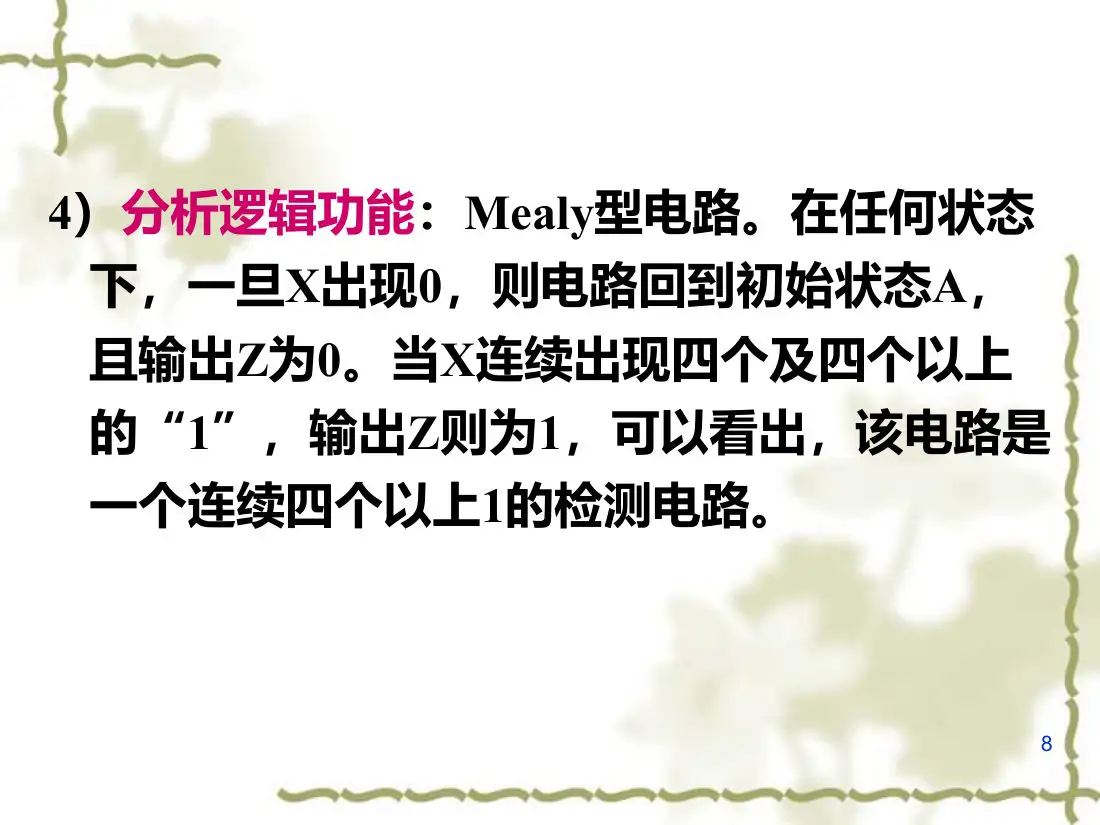 4）分析逻辑功能：Mealy型电路。在任何状态
下，一旦X出现0，则电路回到初始状态A，
且输出Z为0。当X连续出现四个及四个以上
的“1”，输出Z则为1，可以看出，该电路是
一个连续四个以上1的检测电路。
8